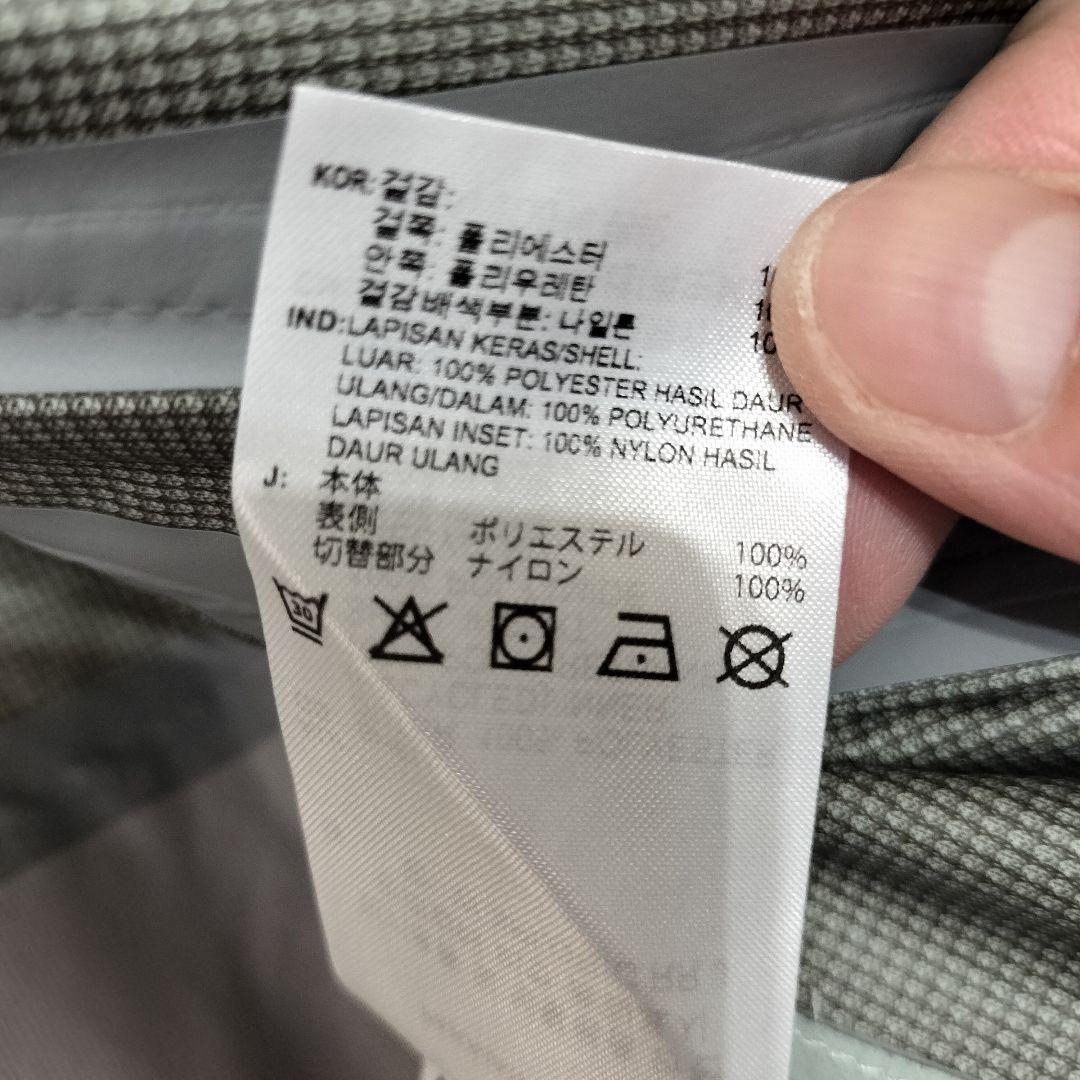 KOR: 겉감:
겉쪽: 폴리에스터
안쪽: 폴리우레탄
겉감배색부분: 나일론
IND: LAPISAN KERAS/SHELL:
LUAR: 100% POLYESTER HASIL DAUR
ULANG/DALAM: 100% POLYURETHANE
LAPISAN INSET: 100% NYLON HASIL
DAUR ULANG
J: 本体
表側 ポリエステル 100%
切替部分 ナイロン 100%
30